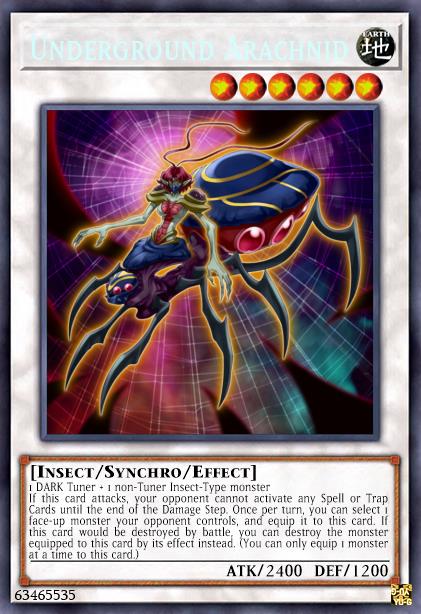 Underground Arachnid
EARTH
地
[Insect/Synchro/Effect]
1 DARK Tuner + 1 non-Tuner Insect-Type monster
If this card attacks, your opponent cannot activate any Spell or Trap
Cards until the end of the Damage Step. Once per turn, you can select 1
face-up monster your opponent controls, and equip it to this card. If
this card would be destroyed by battle, you can destroy the monster
equipped to this card by its effect instead. (You can only equip 1 monster
at a time to this card.)
ATK/2400 DEF/1200
63465535